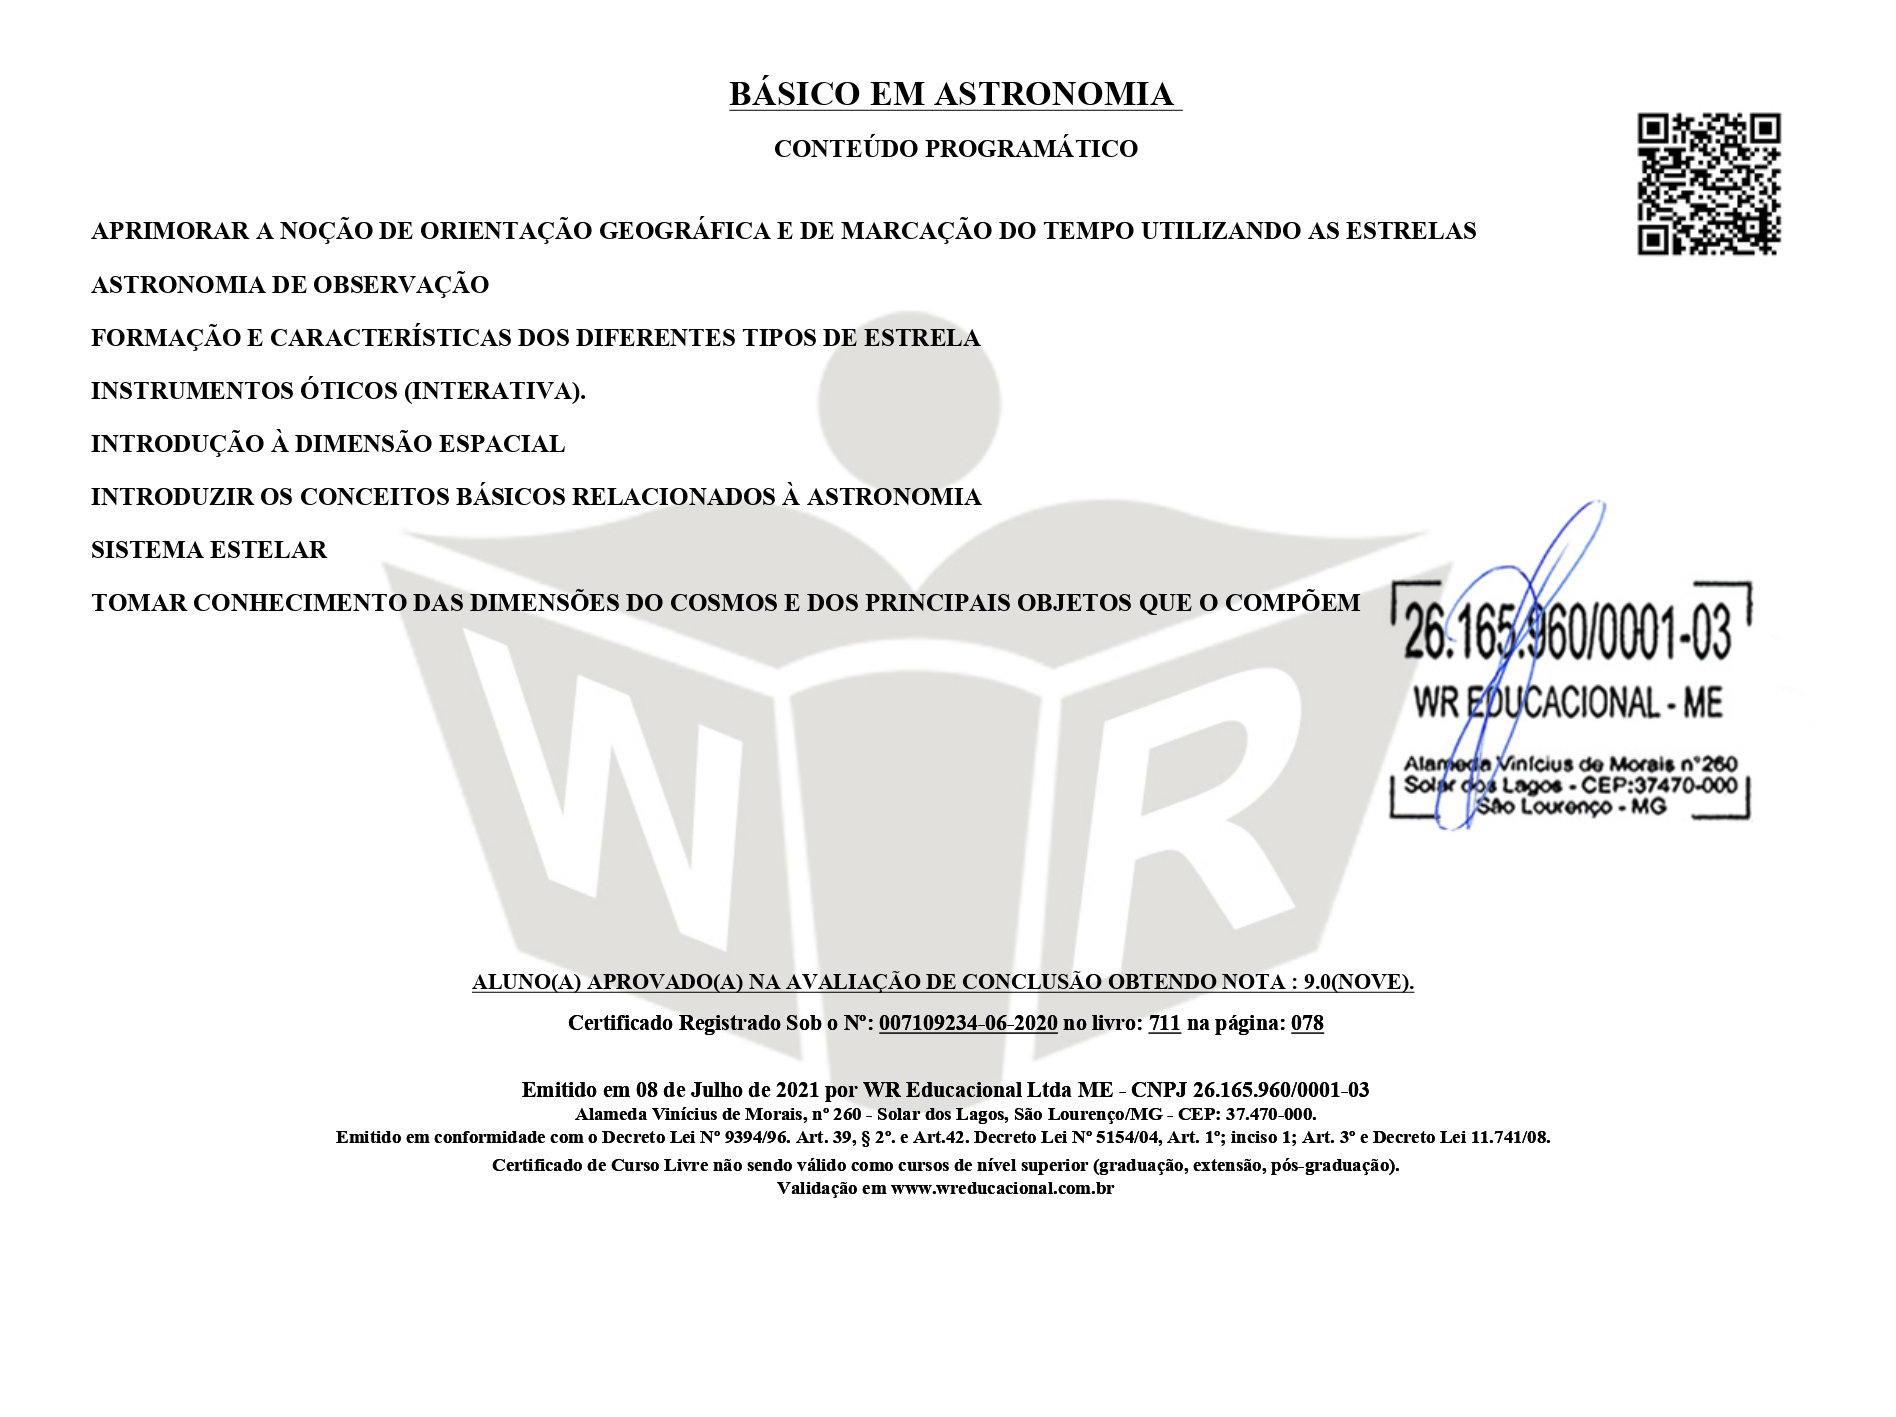 BÁSICO EM ASTRONOMIA
CONTEÚDO PROGRAMÁTICO
APRIMORAR A NOÇÃO DE ORIENTAÇÃO GEOGRÁFICA E DE MARCAÇÃO DO TEMPO UTILIZANDO AS ESTRELAS
ASTRONOMIA DE OBSERVAÇÃO
FORMAÇÃO E CARACTERÍSTICAS DOS DIFERENTES TIPOS DE ESTRELA
INSTRUMENTOS ÓTICOS (INTERATIVA).
INTRODUÇÃO À DIMENSÃO ESPACIAL
INTRODUZIR OS CONCEITOS BÁSICOS RELACIONADOS À ASTRONOMIA
SISTEMA ESTELAR
TOMAR CONHECIMENTO DAS DIMENSÕES DO COSMOS E DOS PRINCIPAIS OBJETOS QUE O COMPÕEM
26.165.960/0001-03
WR EDUCACIONAL - ME
Alameda Vinícius de Morais n°260
Solar dos Lagos - CEP:37470-000
São Lourenço - MG
WR
ALUNO(A) APROVADO(A) NA AVALIAÇÃO DE CONCLUSÃO OBTENDO NOTA : 9.0(NOVE).
Certificado Registrado Sob o Nº: 007109234-06-2020 no livro: 711 na página: 078
Emitido em 08 de Julho de 2021 por WR Educacional Ltda ME - CNPJ 26.165.960/0001-03
Alameda Vinícius de Morais, nº 260 - Solar dos Lagos, São Lourenço/MG - CEP: 37.470-000.
Emitido em conformidade com o Decreto Lei Nº 9394/96. Art. 39, § 2º. e Art.42. Decreto Lei Nº 5154/04, Art. 1º; inciso 1; Art. 3º e Decreto Lei 11.741/08.
Certificado de Curso Livre não sendo válido como cursos de nível superior (graduação, extensão, pós-graduação).
Validação em www.wreducacional.com.br